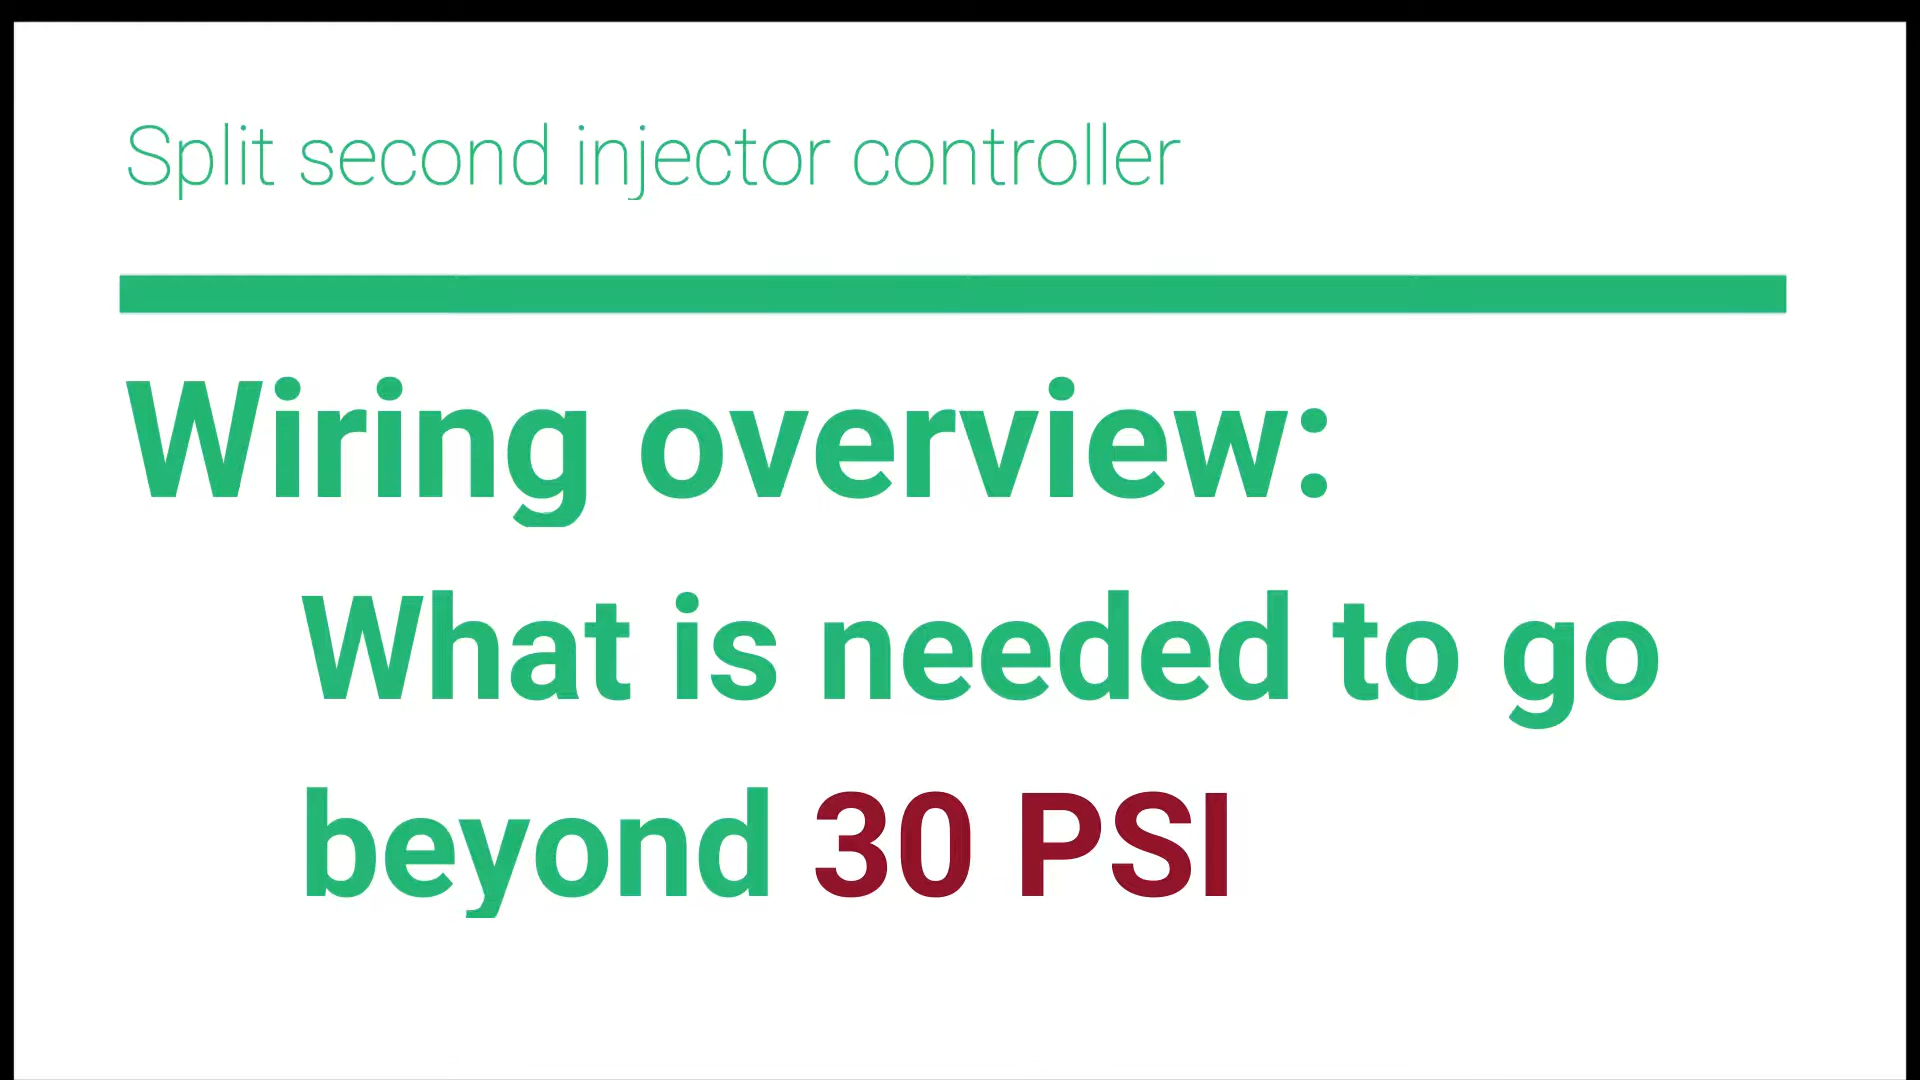 Split second injector controller
Wiring overview:
What is needed to go
beyond 30 PSI